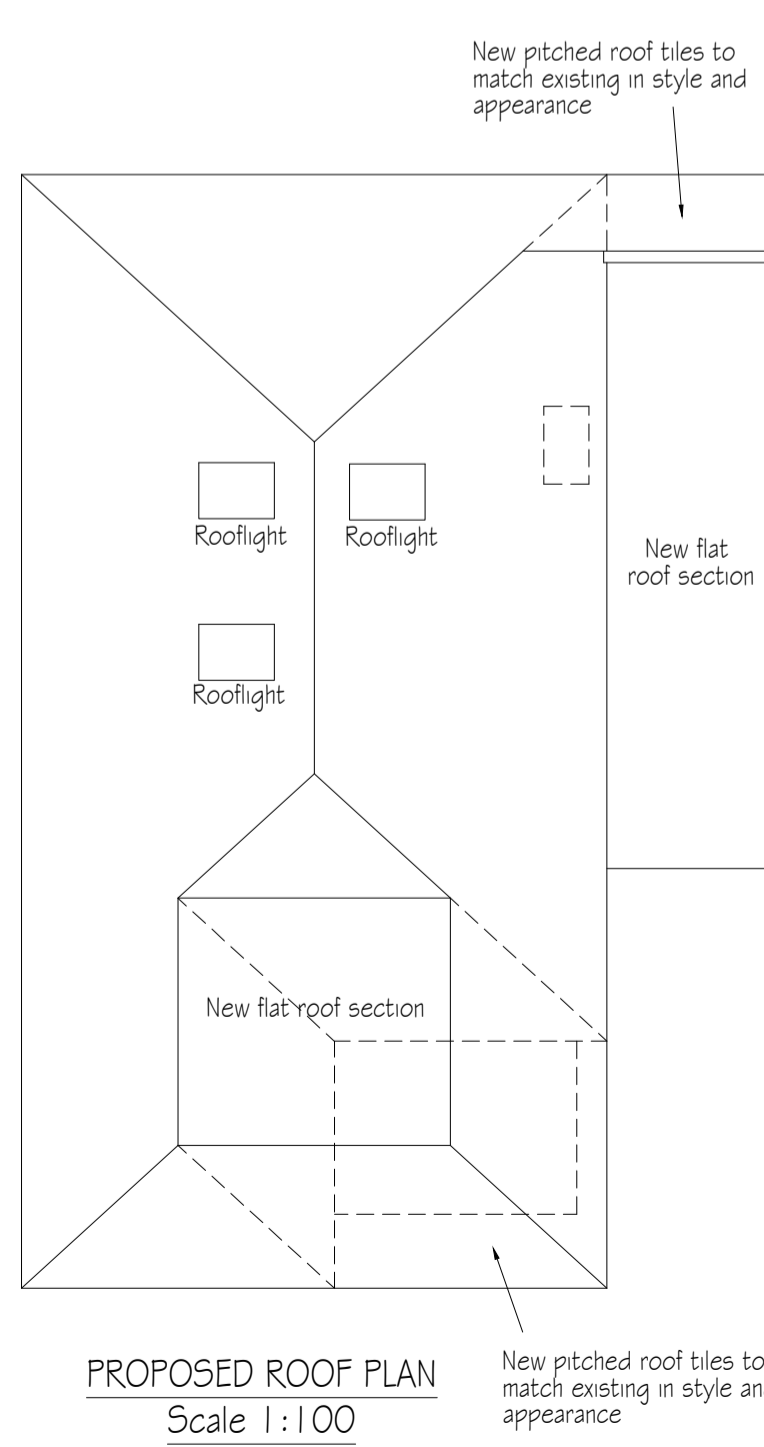 New pitched roof tiles to
match existing in style and
appearance
Rooflight
Rooflight
New flat
roof section
Rooflight
New flat roof section
PROPOSED ROOF PLAN
Scale 1:100
New pitched roof tiles to
match existing in style an
appearance